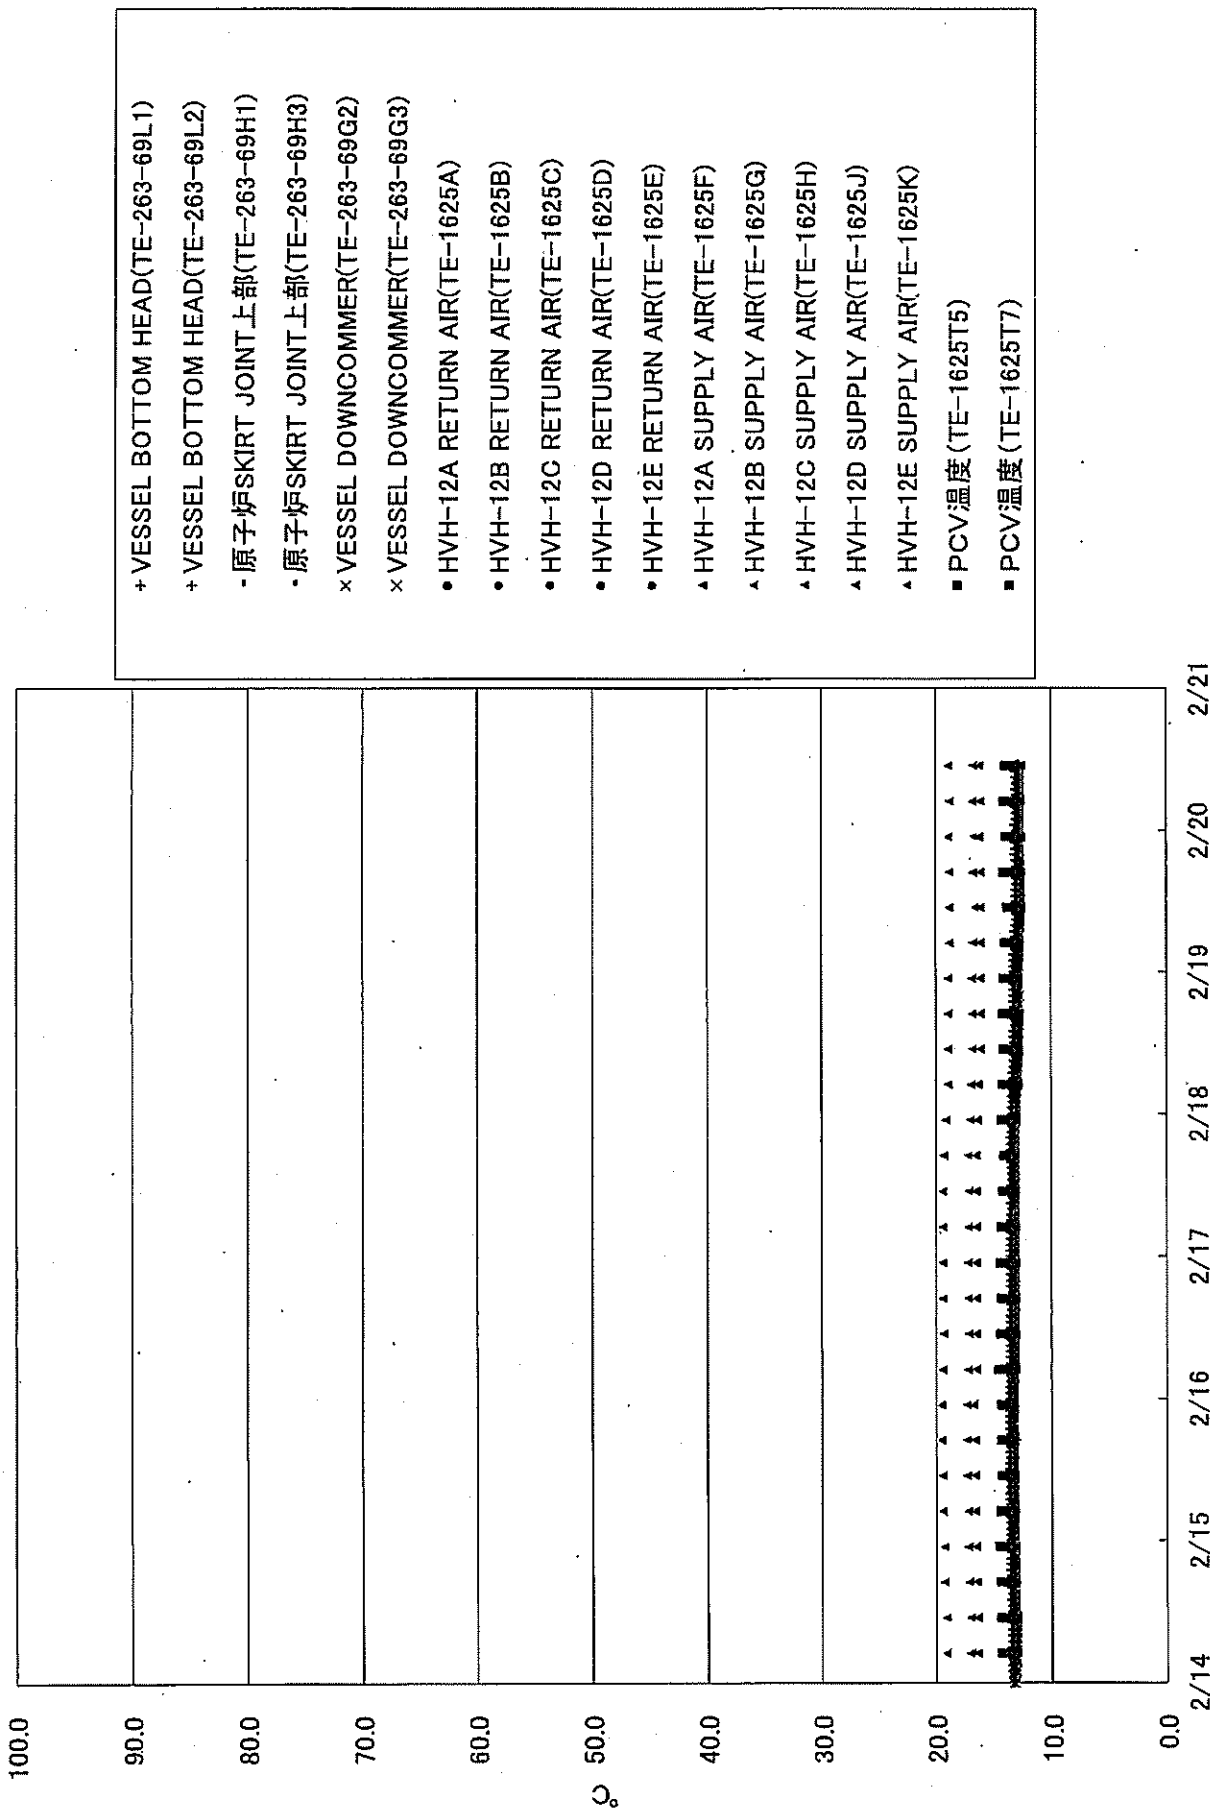 100.0
90.0
80.0
70.0
60.0
50.0
40.0
30.0
20.0
10.0
0.0
℃
2/14
2/15
2/16
2/17
2/18
2/19
2/20
2/21
+ VESSEL BOTTOM HEAD(TE-263-69L1)
+ VESSEL BOTTOM HEAD(TE-263-69L2)
- 原子炉SKIRT JOINT上部(TE-263-69H1)
- 原子炉SKIRT JOINT上部(TE-263-69H3)
× VESSEL DOWNCOMMER(TE-263-69G2)
× VESSEL DOWNCOMMER(TE-263-69G3)
● HVH-12A RETURN AIR(TE-1625A)
● HVH-12B RETURN AIR(TE-1625B)
● HVH-12C RETURN AIR(TE-1625C)
● HVH-12D RETURN AIR(TE-1625D)
● HVH-12E RETURN AIR(TE-1625E)
▲ HVH-12A SUPPLY AIR(TE-1625F)
▲ HVH-12B SUPPLY AIR(TE-1625G)
▲ HVH-12C SUPPLY AIR(TE-1625H)
▲ HVH-12D SUPPLY AIR(TE-1625J)
▲ HVH-12E SUPPLY AIR(TE-1625K)
■ PCV温度(TE-1625T5)
■ PCV温度(TE-1625T7)